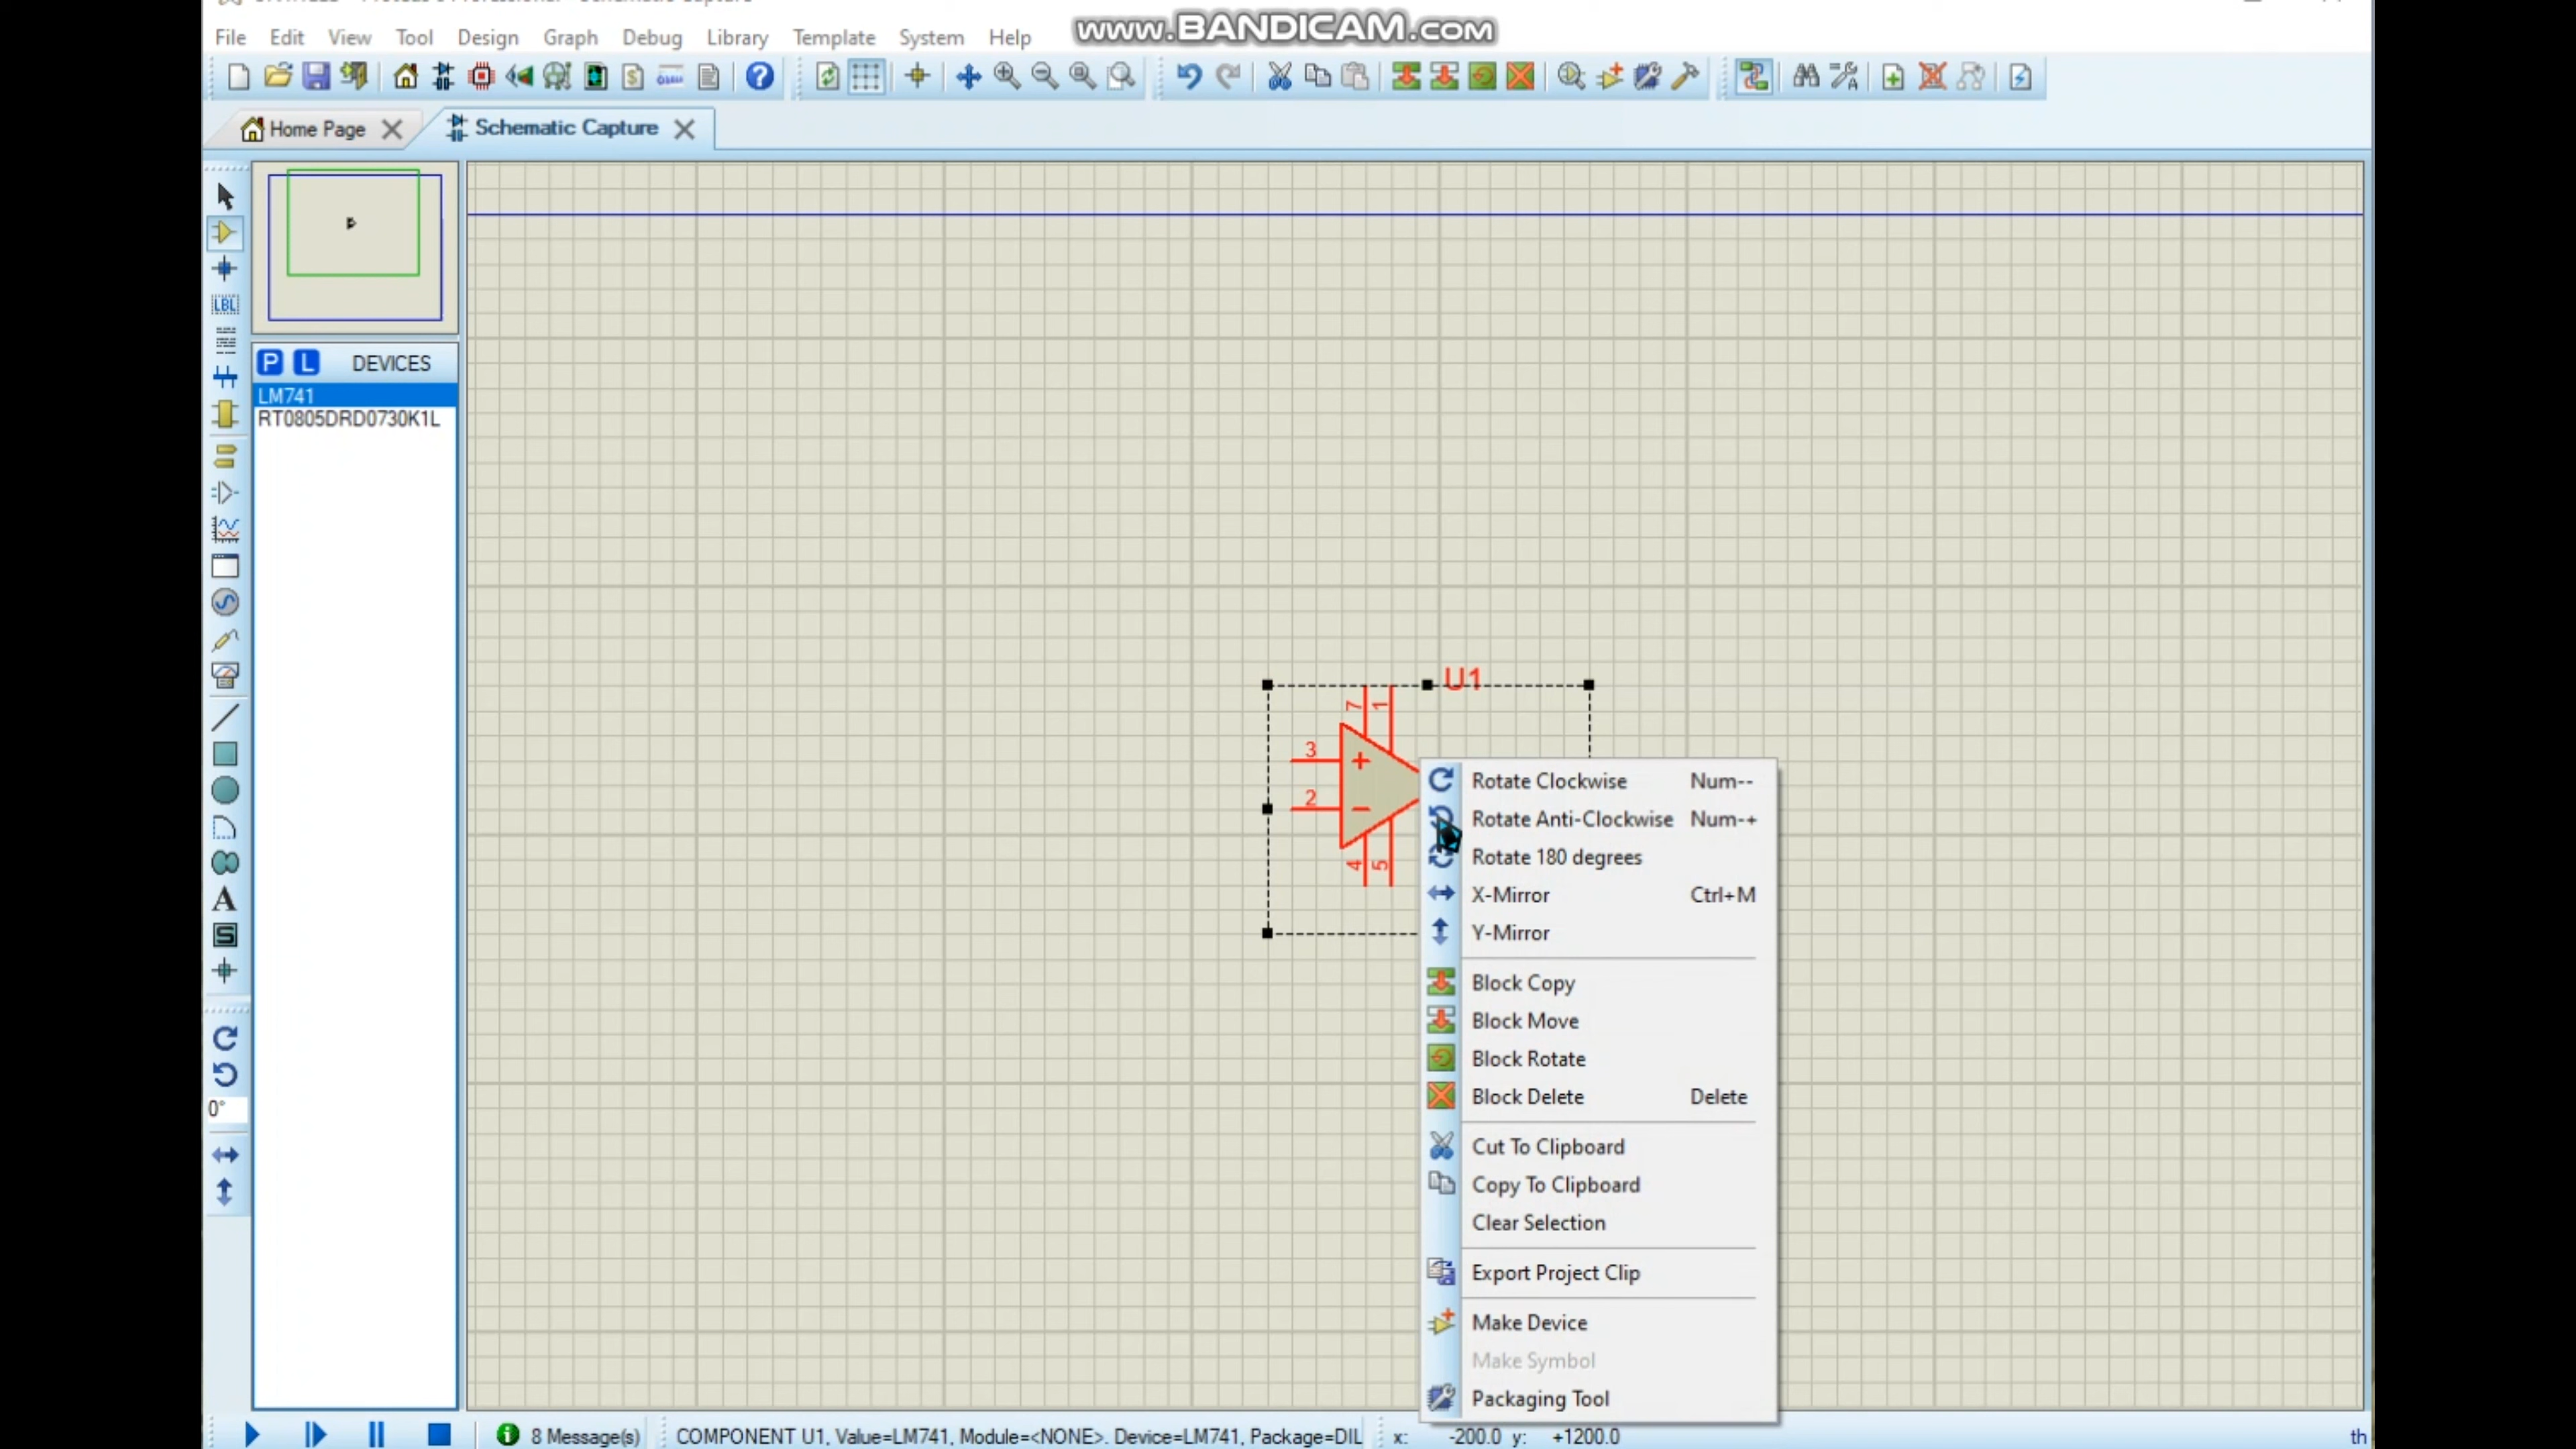 www.BANDICAM.com
File Edit View Tool Design Graph Debug Library Template System Help
Home Page
Schematic Capture
LBL
P L DEVICES
LM741
RT0805DRD0730K1L
A
S
0°
U1
7 1
3
2
4 5
Rotate Clockwise Num--
Rotate Anti-Clockwise Num-+
Rotate 180 degrees
X-Mirror Ctrl+M
Y-Mirror
Block Copy
Block Move
Block Rotate
Block Delete Delete
Cut To Clipboard
Copy To Clipboard
Clear Selection
Export Project Clip
Make Device
Make Symbol
Packaging Tool
8 Message(s) COMPONENT U1, Value=LM741, Module=<NONE>. Device=LM741, Package=DIL x: -200.0 y: +1200.0 th